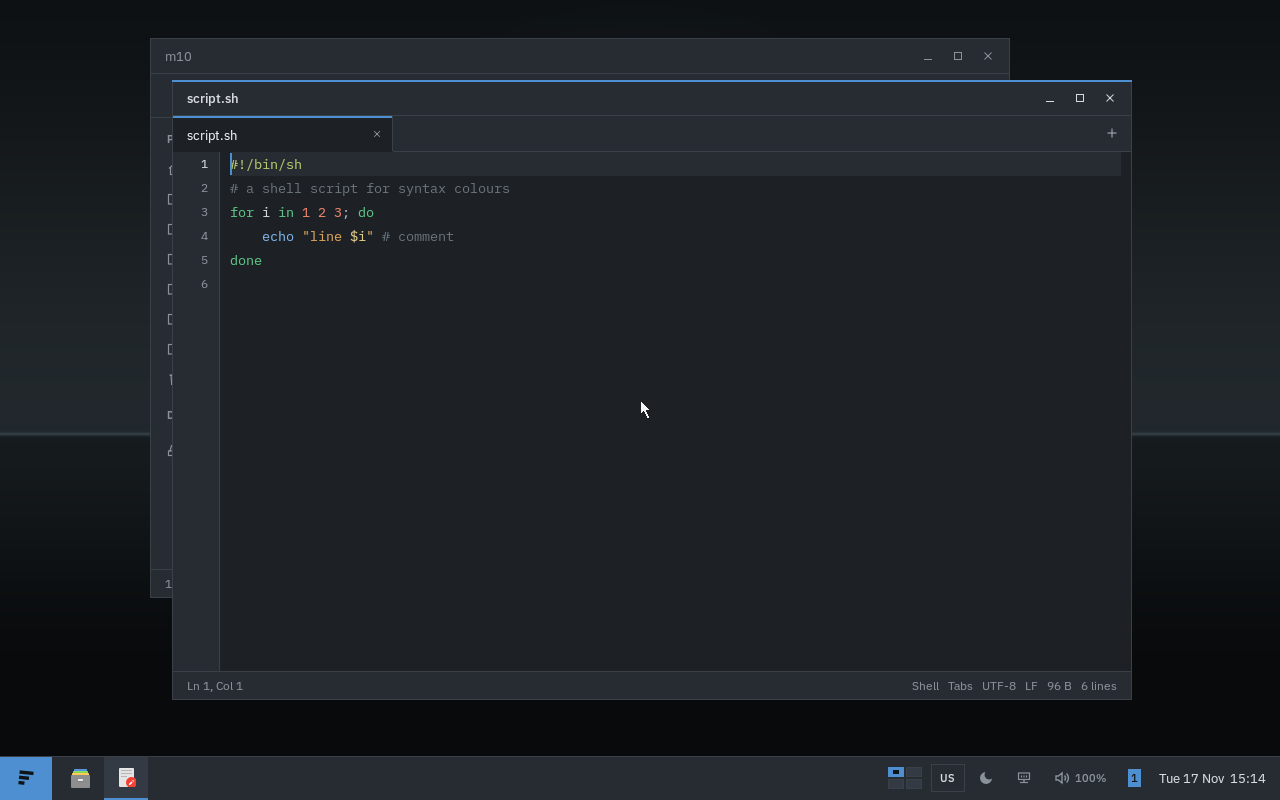 m10
script.sh
script.sh
1 #!/bin/sh
2 # a shell script for syntax colours
3 for i in 1 2 3; do
4 echo "line $i" # comment
5 done
6
1
Ln 1, Col 1 Shell Tabs UTF-8 LF 96 B 6 lines
US 100% 1 Tue 17 Nov 15:14